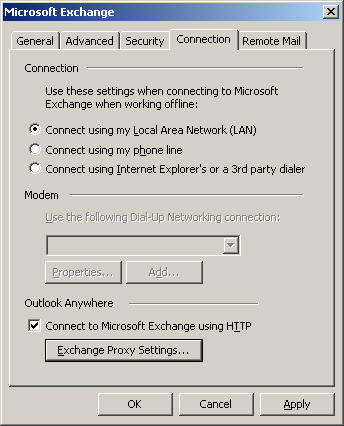 Microsoft Exchange
General Advanced Security Connection Remote Mail
Connection
Use these settings when connecting to Microsoft
Exchange when working offline:
Connect using my Local Area Network (LAN)
Connect using my phone line
Connect using Internet Explorer's or a 3rd party dialer
Modem
Use the following Dial-Up Networking connection:
Properties... Add...
Outlook Anywhere
Connect to Microsoft Exchange using HTTP
Exchange Proxy Settings...
OK Cancel Apply